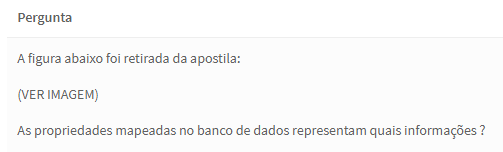 Pergunta
A figura abaixo foi retirada da apostila:
(VER IMAGEM)
As propriedades mapeadas no banco de dados representam quais informações ?